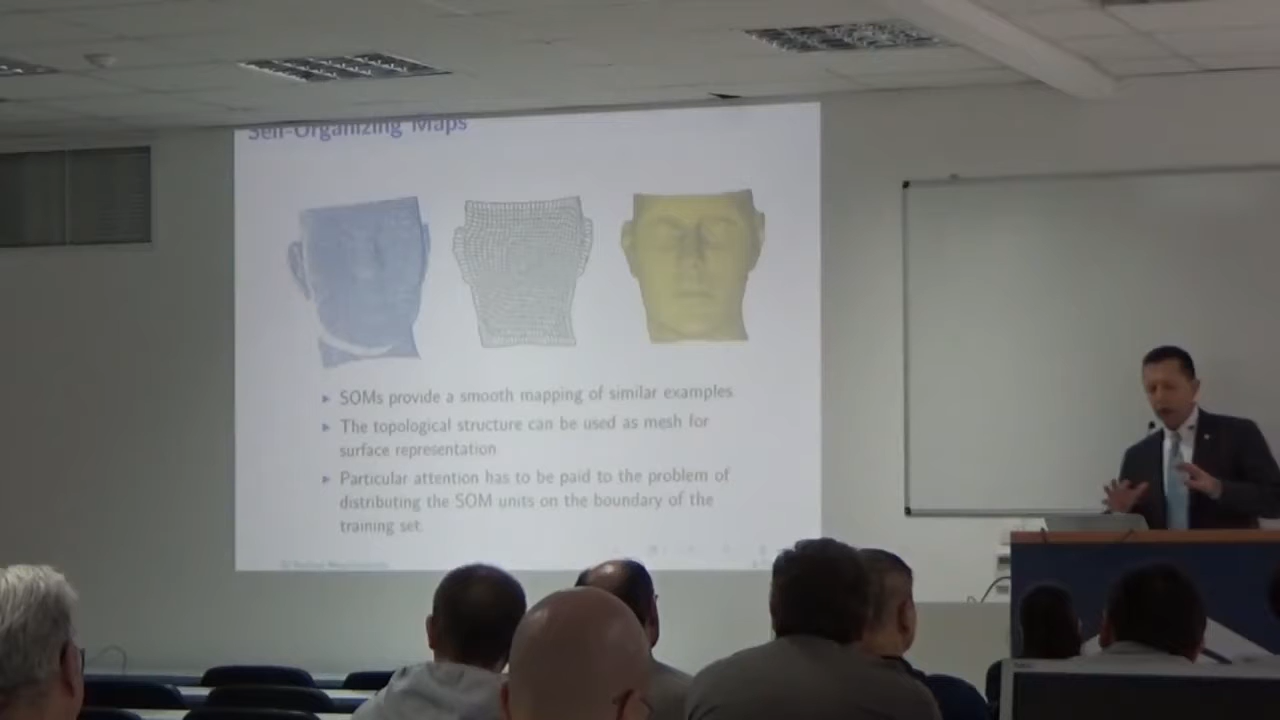 Self-Organizing Maps
▸ SOMs provide a smooth mapping of similar examples
▸ The topological structure can be used as mesh for
surface representation
▸ Particular attention has to be paid to the problem of
distributing the SOM units on the boundary of the
training set.